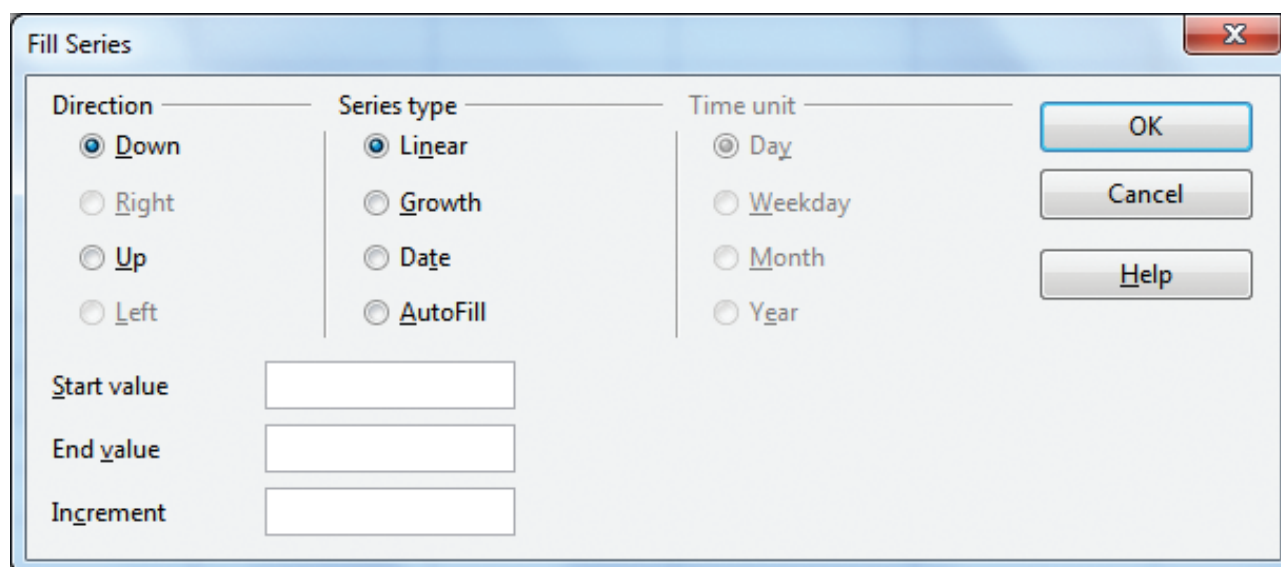 Fill Series
X
Direction Series type Time unit
Down Linear Day OK
Right Growth Weekday Cancel
Up Date Month Help
Left AutoFill Year
Start value
End value
Increment